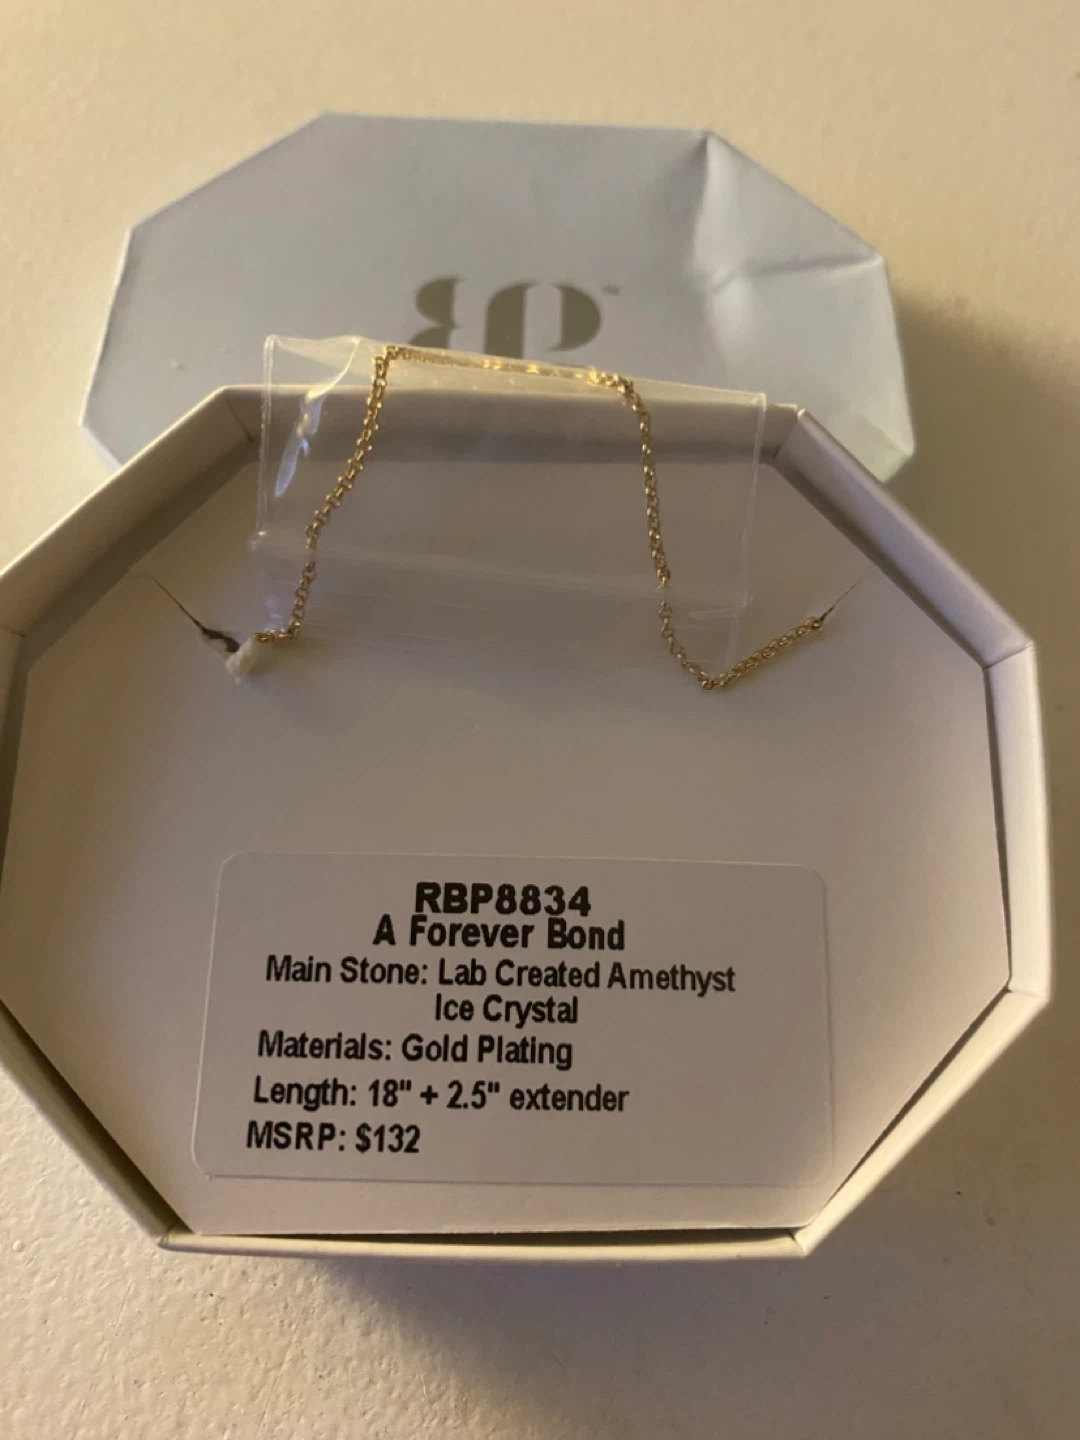 BP™
RBP8834
A Forever Bond
Main Stone: Lab Created Amethyst
Ice Crystal
Materials: Gold Plating
Length: 18" + 2.5" extender
MSRP: $132